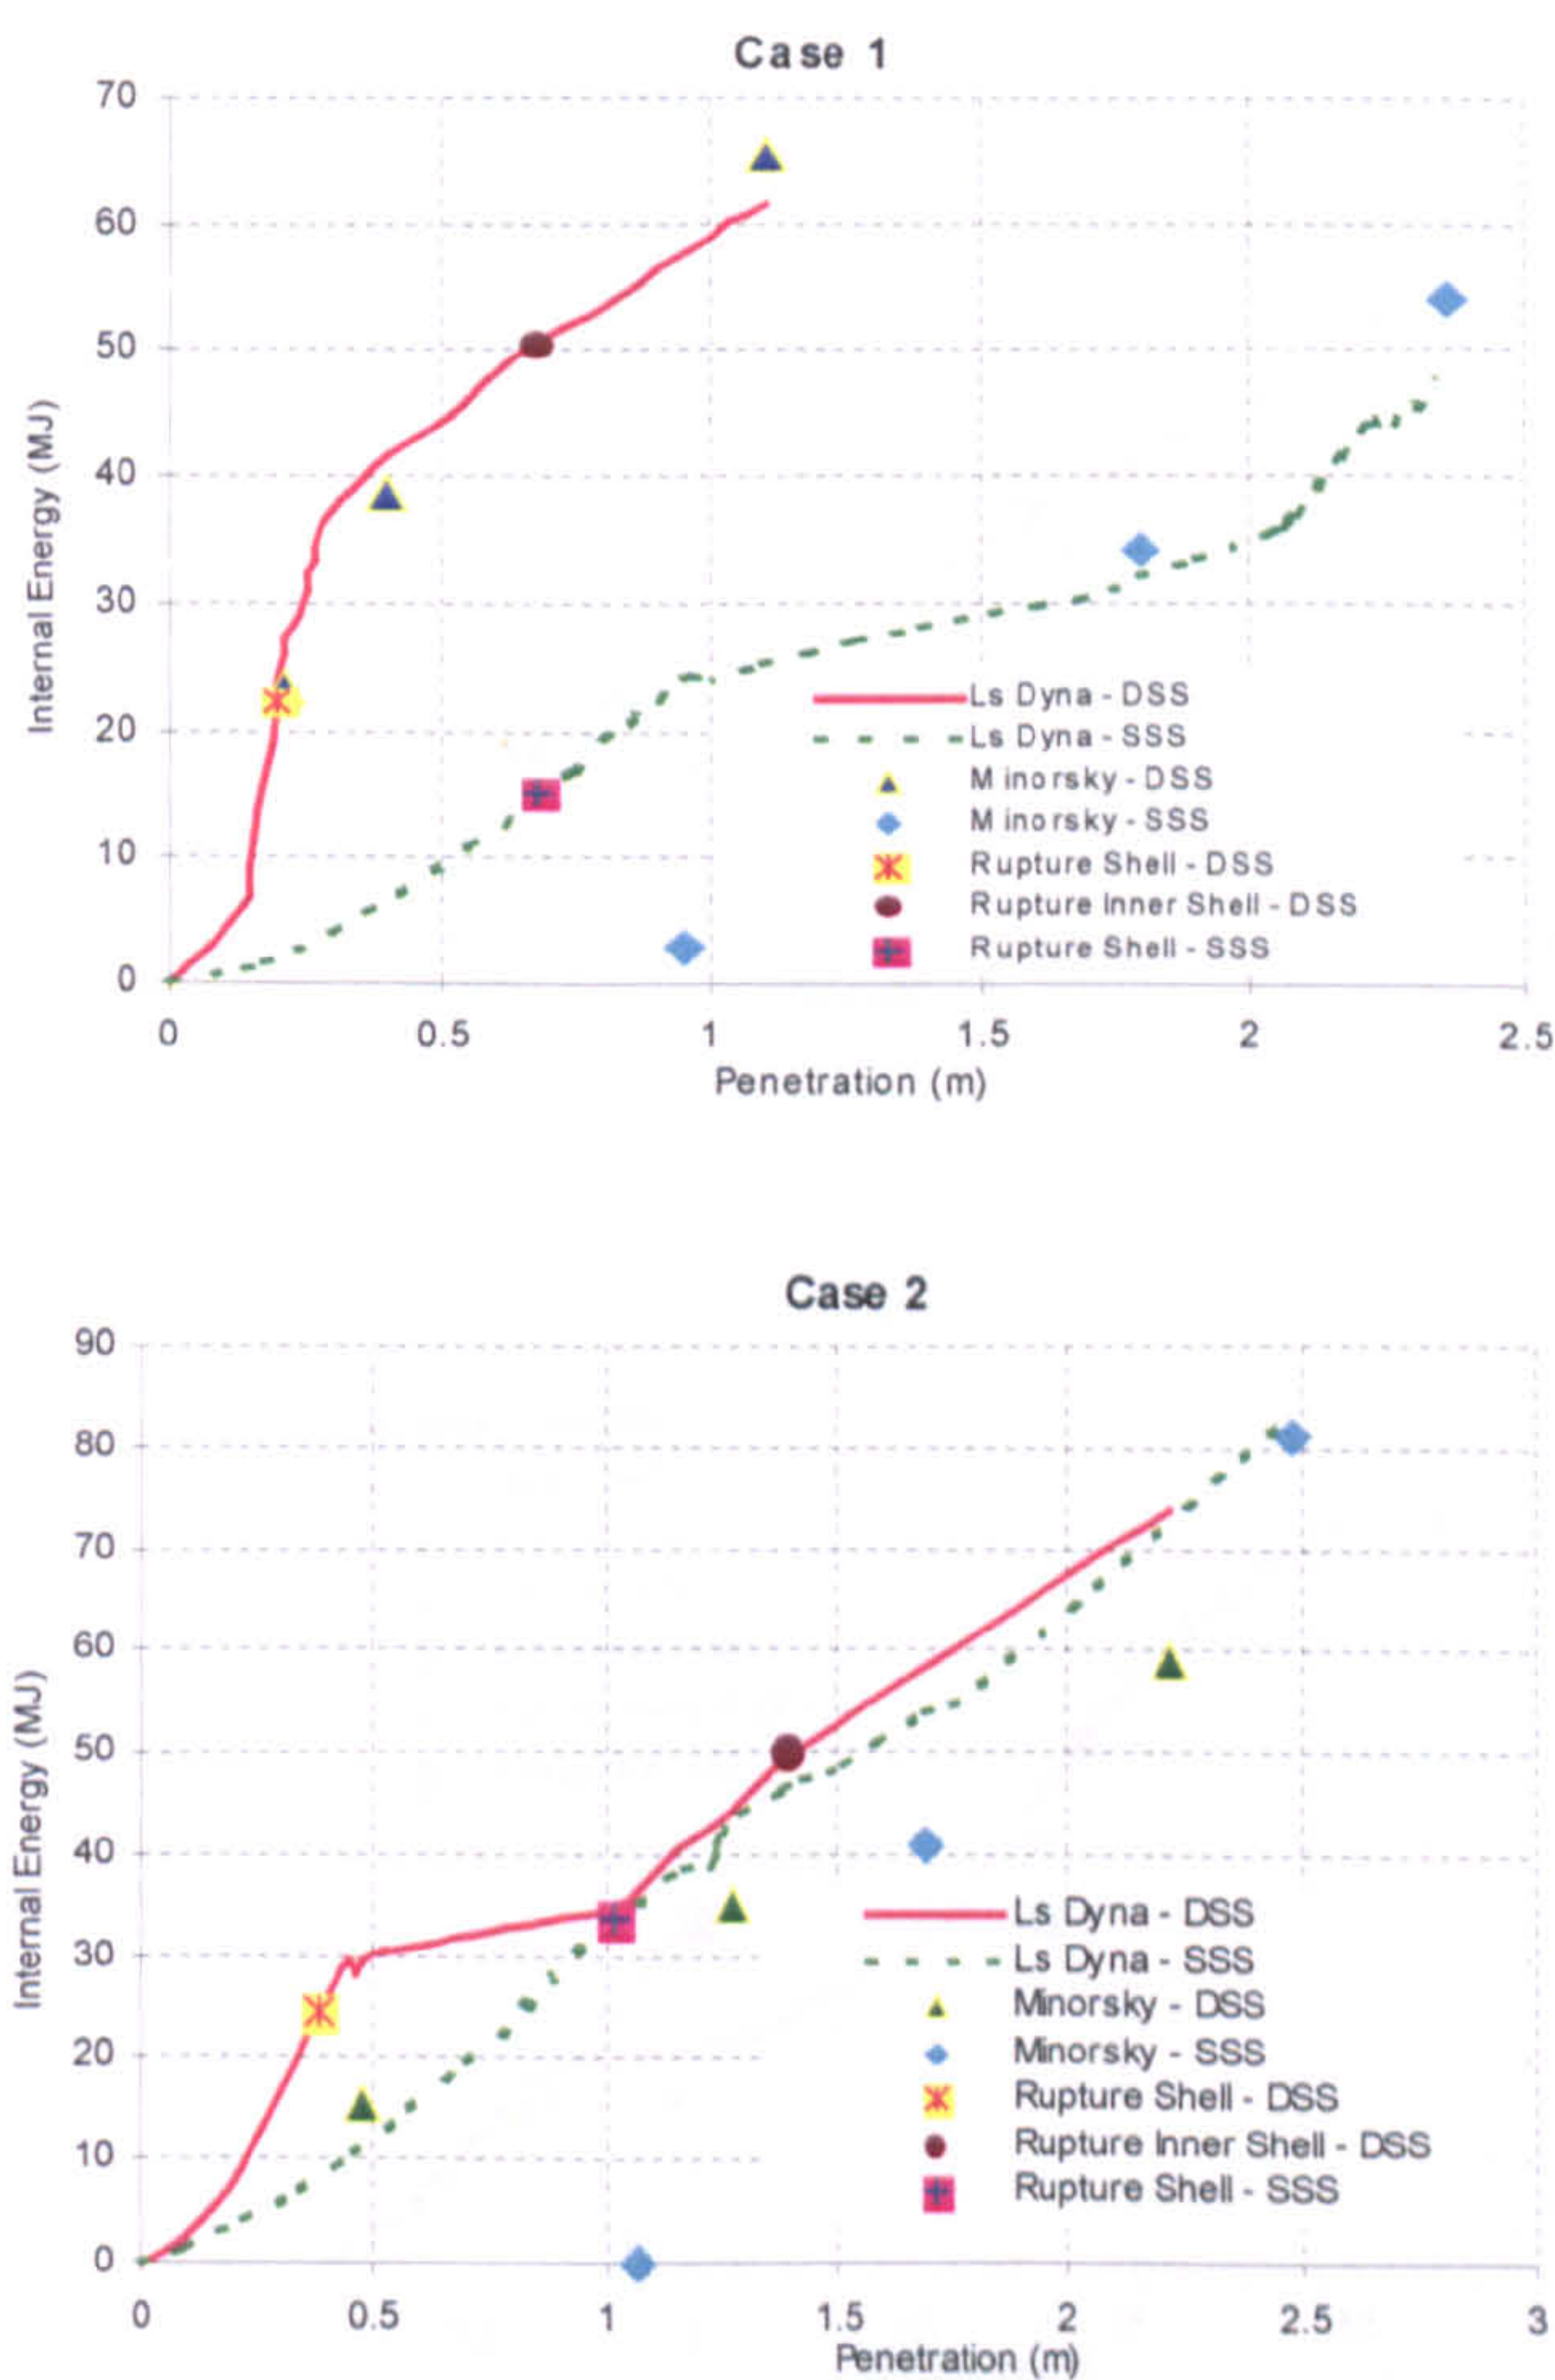 Case 1
70
60
50
40
30
20
10
0
Internal Energy (MJ)
Ls Dyna - DSS
Ls Dyna - SSS
Minorsky - DSS
Minorsky - SSS
Rupture Shell - DSS
Rupture Inner Shell - DSS
Rupture Shell - SSS
0 0.5 1 1.5 2 2.5
Penetration (m)
Case 2
90
80
70
60
50
40
30
20
10
0
Internal Energy (MJ)
Ls Dyna - DSS
Ls Dyna - SSS
Minorsky - DSS
Minorsky - SSS
Rupture Shell - DSS
Rupture Inner Shell - DSS
Rupture Shell - SSS
0 0.5 1 1.5 2 2.5 3
Penetration (m)